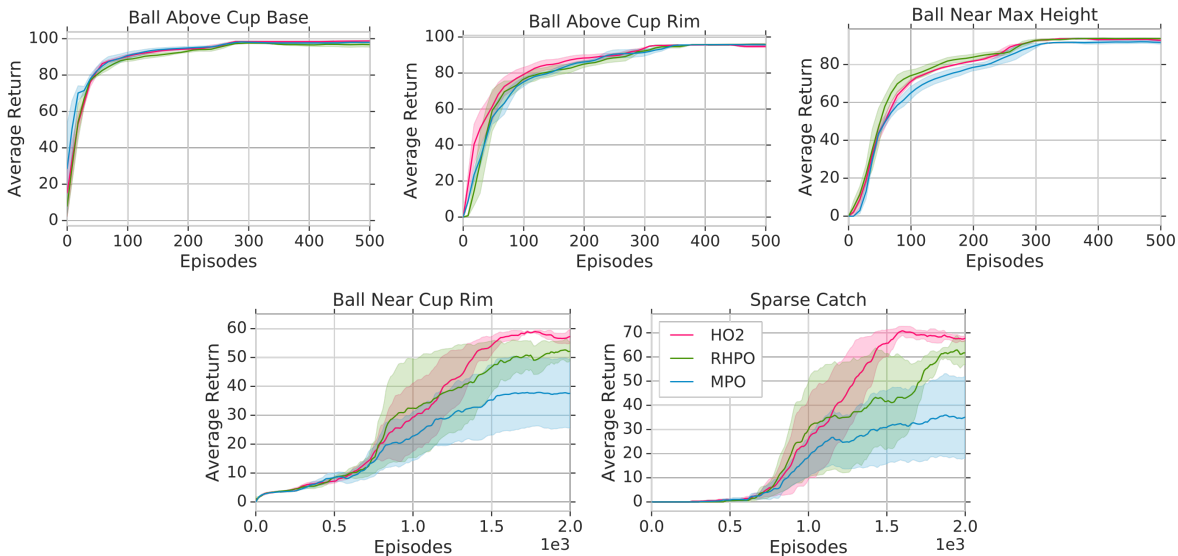 Ball Above Cup Base
Ball Above Cup Rim
Ball Near Max Height
Average Return
100
80
60
40
20
0
0 100 200 300 400 500
Episodes
Average Return
100
80
60
40
20
0
0 100 200 300 400 500
Episodes
Average Return
80
60
40
20
0
0 100 200 300 400 500
Episodes
Ball Near Cup Rim
Average Return
60
50
40
30
20
10
0
0.0 0.5 1.0 1.5 2.0
Episodes 1e3
Sparse Catch
Average Return
70
60
50
40
30
20
10
0
HO2
RHPO
MPO
0.0 0.5 1.0 1.5 2.0
Episodes 1e3